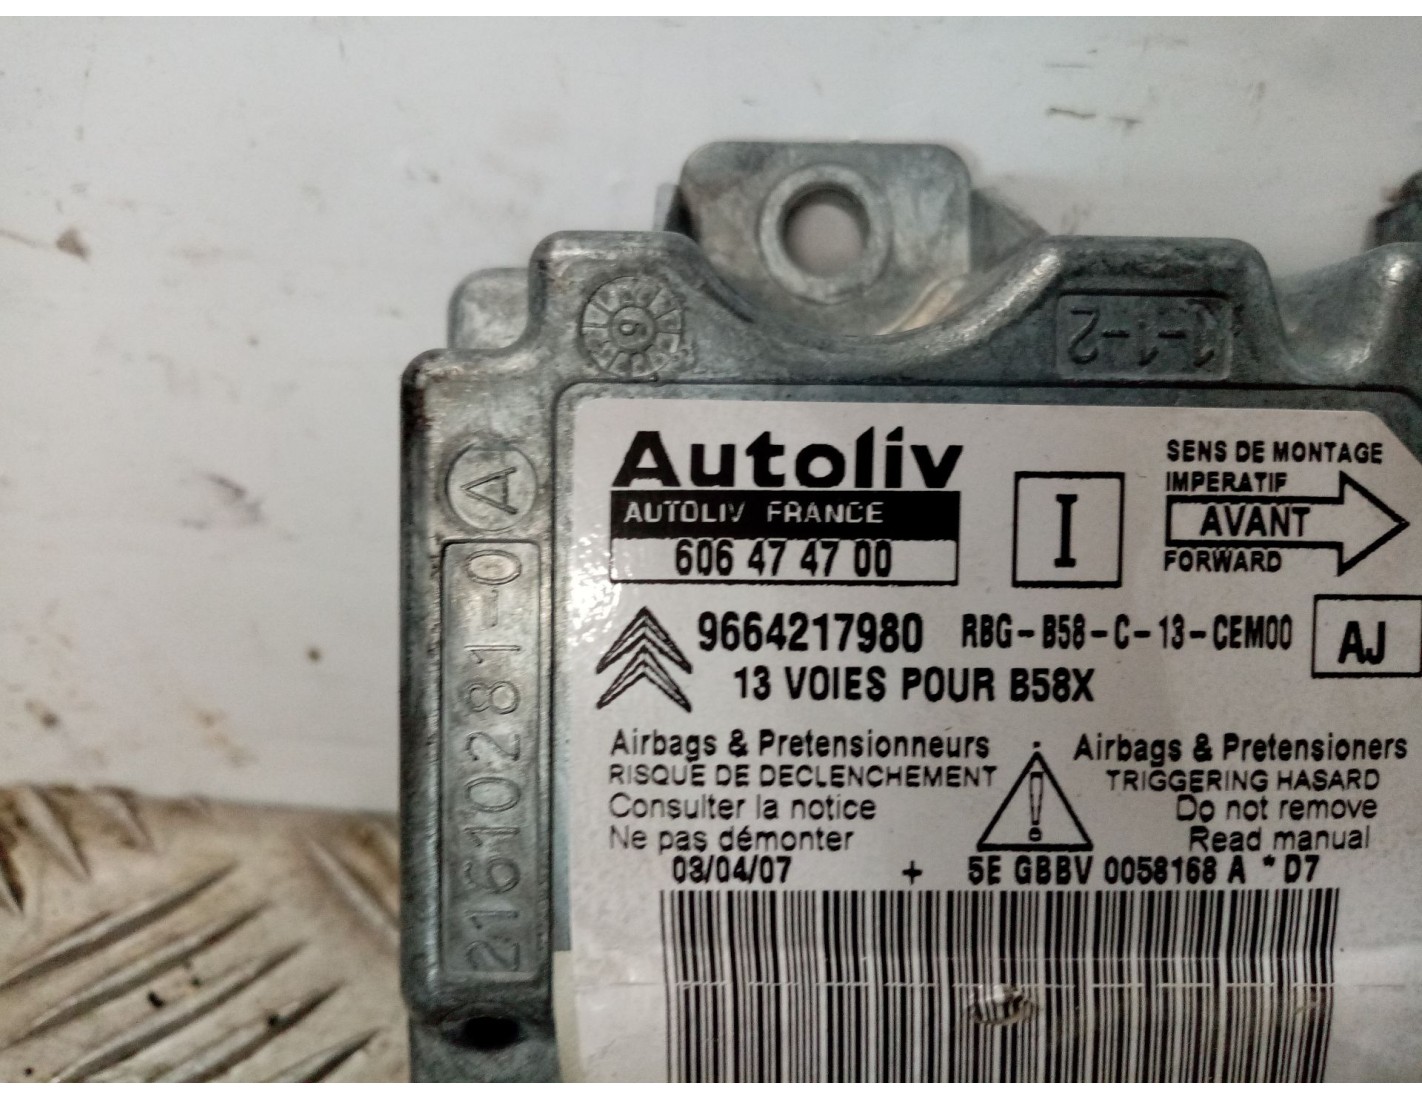 6
1-1-2
A
21610281-0
Autoliv
AUTOLIV FRANCE
606 47 47 00
I
SENS DE MONTAGE
IMPERATIF
AVANT
FORWARD
9664217980 RBG-B58-C-13-CEM00
AJ
13 VOIES POUR B58X
Airbags & Pretensionneurs
RISQUE DE DECLENCHEMENT
Consulter la notice
Ne pas démonter
!
Airbags & Pretensioners
TRIGGERING HASARD
Do not remove
Read manual
03/04/07 + 5E GBBV 0058168 A *D7